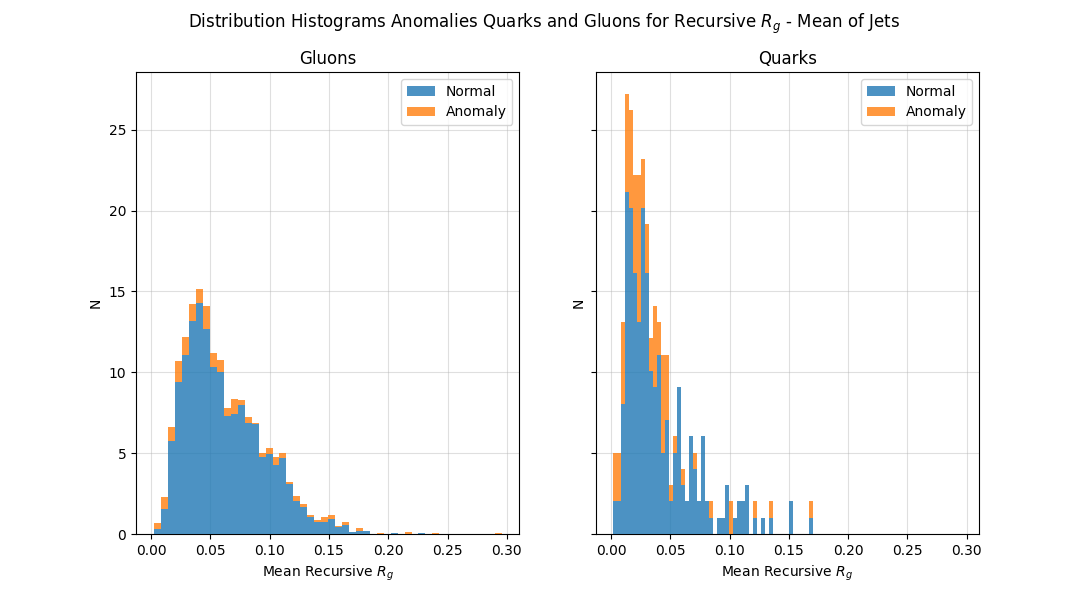 Distribution Histograms Anomalies Quarks and Gluons for Recursive R_g - Mean of Jets
Gluons
Normal
Anomaly
N
25
20
15
10
5
0
0.00 0.05 0.10 0.15 0.20 0.25 0.30
Mean Recursive R_g
Quarks
Normal
Anomaly
N
0.00 0.05 0.10 0.15 0.20 0.25 0.30
Mean Recursive R_g